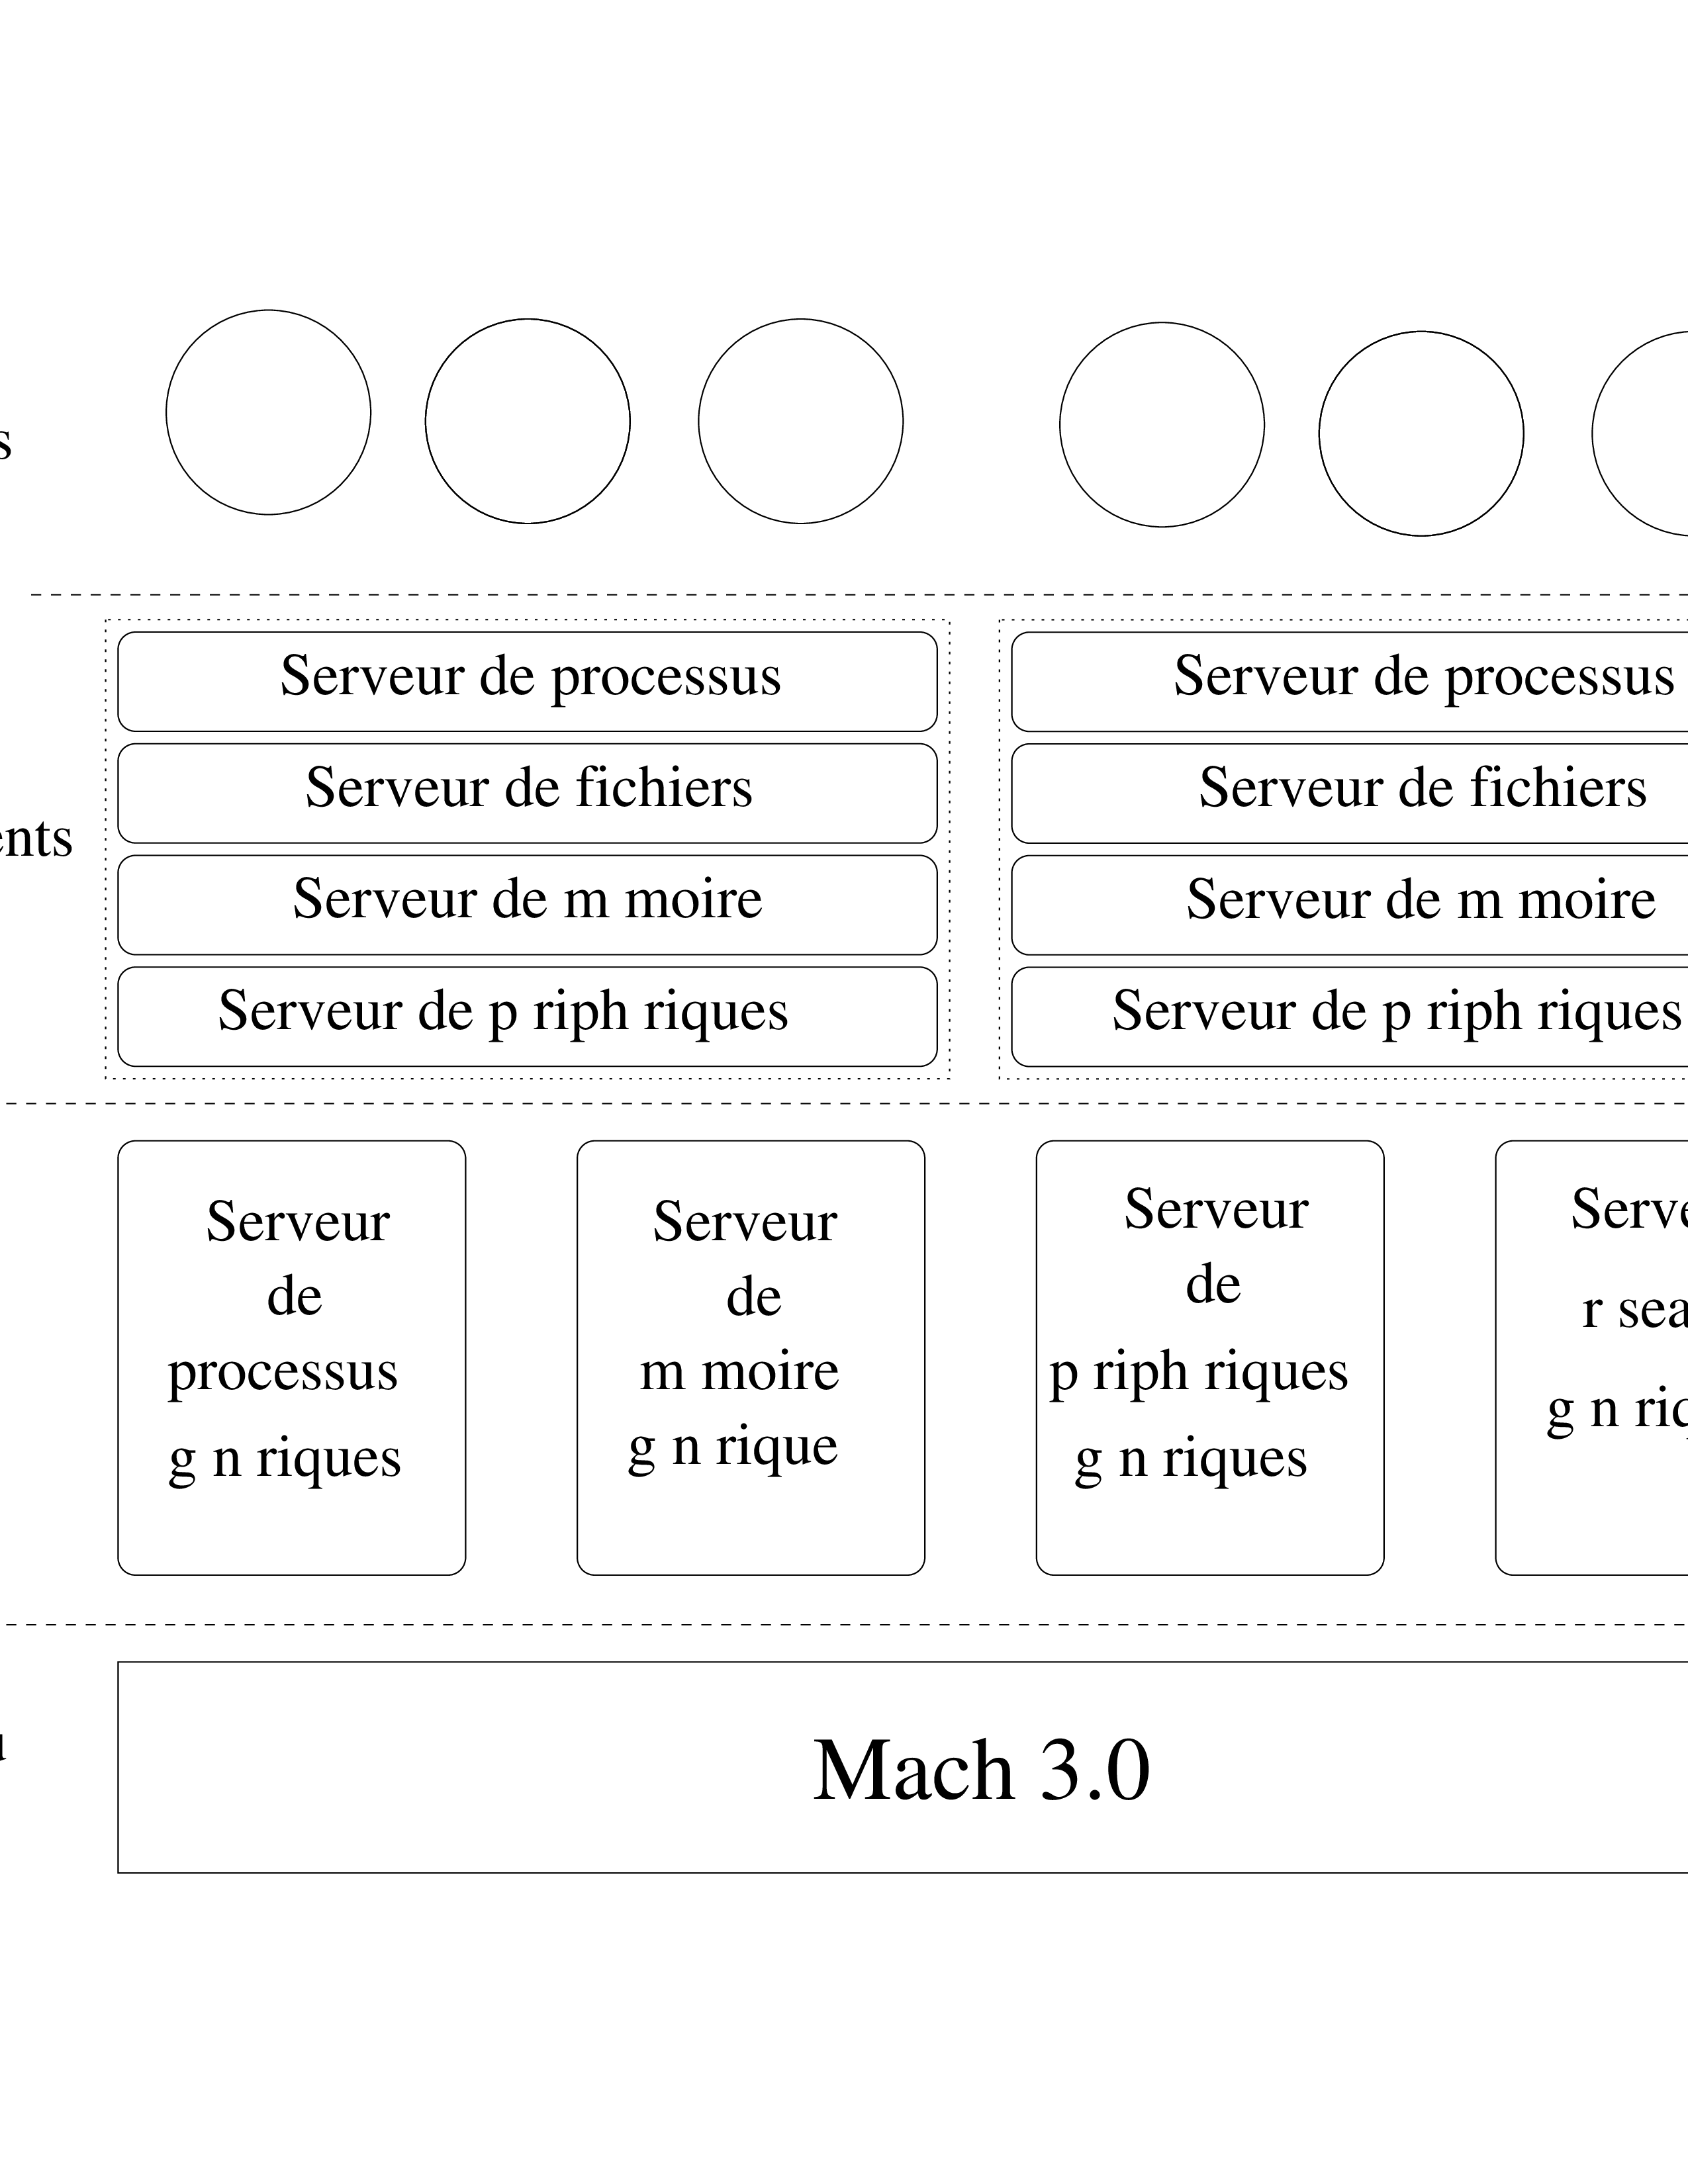 s
Serveur de processus
Serveur de processus
Serveur de fichiers
Serveur de fichiers
ents
Serveur de m moire
Serveur de m moire
Serveur de p riph riques
Serveur de p riph riques
Serveur
de
processus
g n riques
Serveur
de
m moire
g n rique
Serveur
de
p riph riques
g n riques
Serve
r sea
g n riq
Mach 3.0